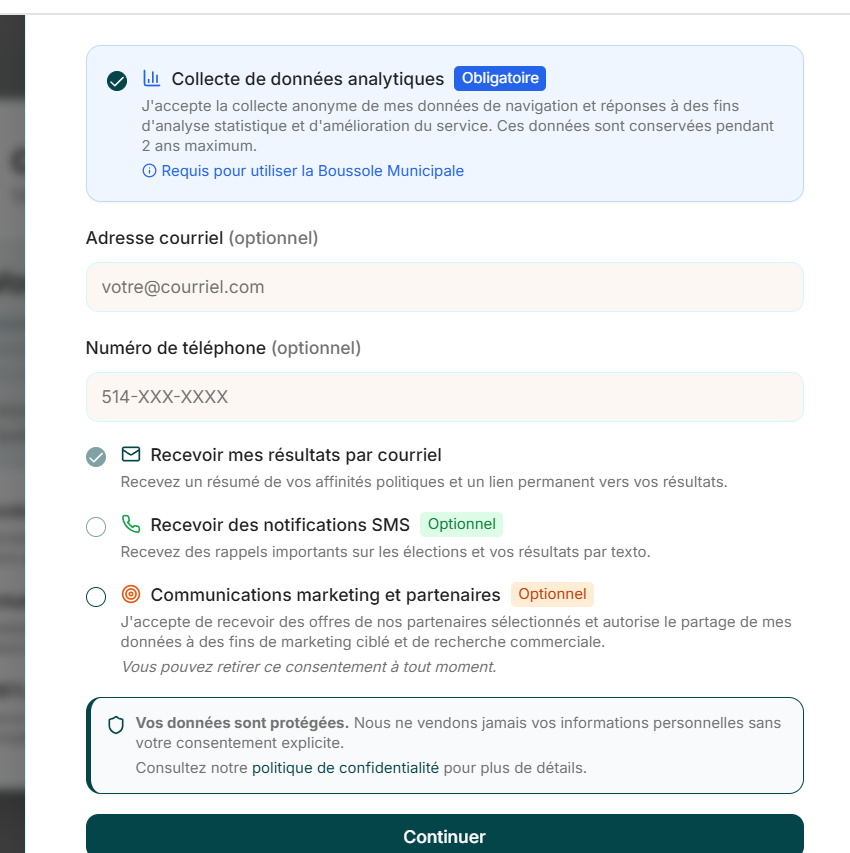 Collecte de données analytiques Obligatoire
J'accepte la collecte anonyme de mes données de navigation et réponses à des fins
d'analyse statistique et d'amélioration du service. Ces données sont conservées pendant
2 ans maximum.
Requis pour utiliser la Boussole Municipale
Adresse courriel (optionnel)
votre@courriel.com
Numéro de téléphone (optionnel)
514-XXX-XXXX
Recevoir mes résultats par courriel
Recevez un résumé de vos affinités politiques et un lien permanent vers vos résultats.
Recevoir des notifications SMS Optionnel
Recevez des rappels importants sur les élections et vos résultats par texto.
Communications marketing et partenaires Optionnel
J'accepte de recevoir des offres de nos partenaires sélectionnés et autorise le partage de mes
données à des fins de marketing ciblé et de recherche commerciale.
Vous pouvez retirer ce consentement à tout moment.
Vos données sont protégées. Nous ne vendons jamais vos informations personnelles sans
votre consentement explicite.
Consultez notre politique de confidentialité pour plus de détails.
Continuer